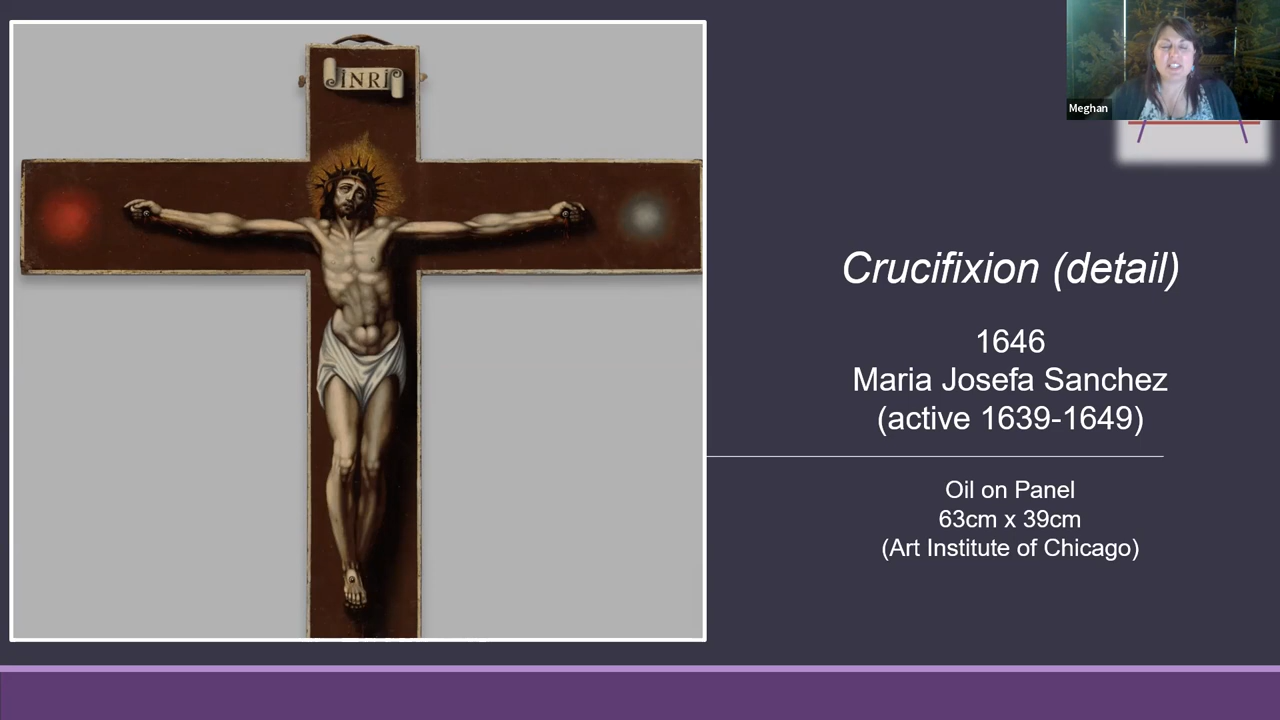 INRI
Meghan
Crucifixion (detail)
1646
Maria Josefa Sanchez
(active 1639-1649)
Oil on Panel
63cm x 39cm
(Art Institute of Chicago)